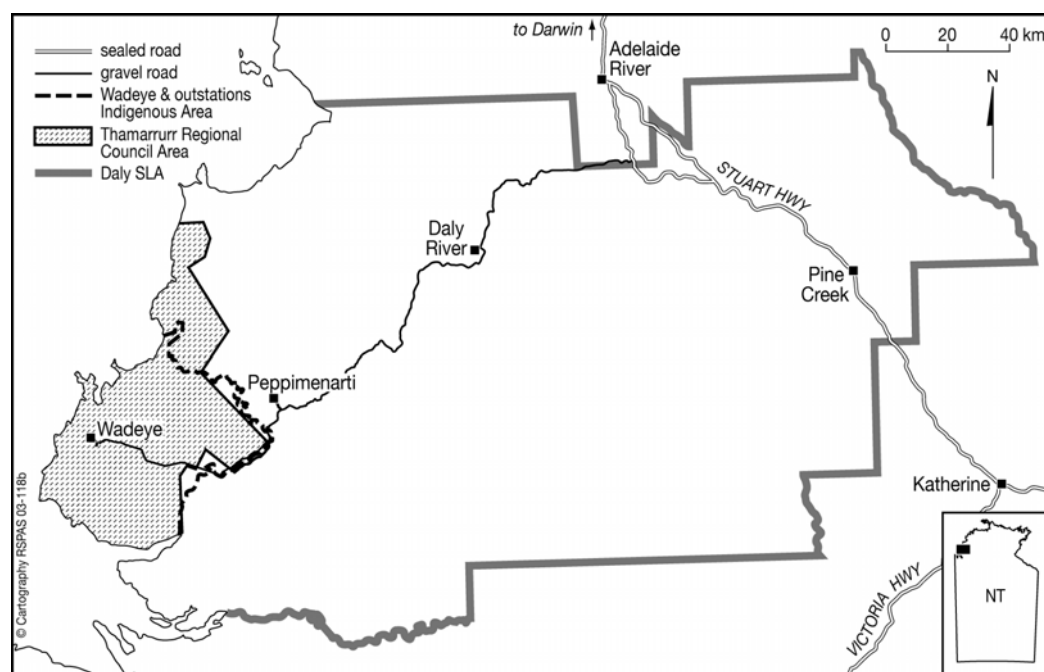 sealed road
gravel road
Wadeye & outstations
Indigenous Area
Thamarrurr Regional
Council Area
Daly SLA
to Darwin
Adelaide
River
0 20 40 km
N
STUART HWY
Daly
River
Pine
Creek
Peppimenarti
Wadeye
Katherine
VICTORIA HWY
NT
© Cartography RSPAS 03-118b